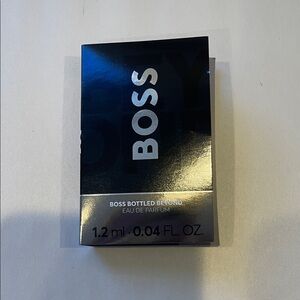 BOSS
BOSS BOTTLED BEYOND
EAU DE PARFUM
1.2 ml - 0.04 FL. OZ.